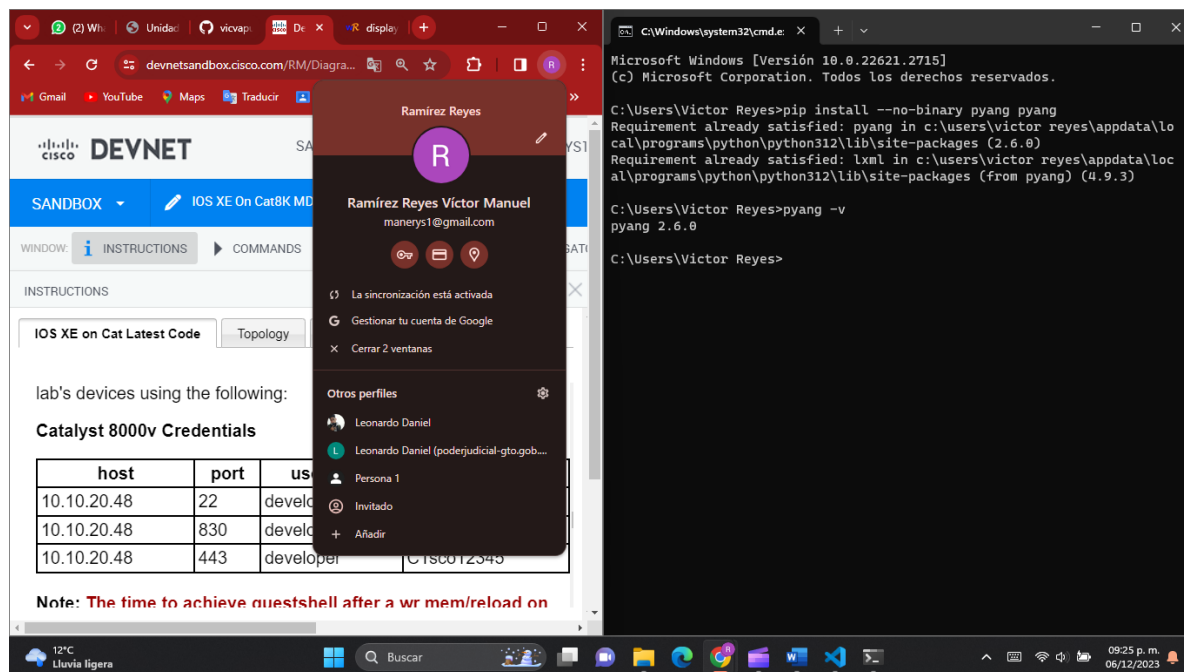 (2) Wh
Unidad
vicvap
De
display
devnetsandbox.cisco.com/RM/Diagra...
R
Gmail
YouTube
Maps
Traducir
»
cisco DEVNET
SA
YS1
SANDBOX
IOS XE On Cat8K MD
WINDOW:
INSTRUCTIONS
COMMANDS
GAT
INSTRUCTIONS
IOS XE on Cat Latest Code
Topology
lab's devices using the following:
Catalyst 8000v Credentials
host port us
10.10.20.48 22 develo
10.10.20.48 830 develo
10.10.20.48 443 developer C1sco12345
Note: The time to achieve guestshell after a wr mem/reload on
Ramírez Reyes
R
Ramírez Reyes Víctor Manuel
manerys1@gmail.com
La sincronización está activada
G Gestionar tu cuenta de Google
Cerrar 2 ventanas
Otros perfiles
Leonardo Daniel
L Leonardo Daniel (poderjudicial-gto.gob....
Persona 1
Invitado
Añadir
C:\Windows\system32\cmd.e:
Microsoft Windows [Versión 10.0.22621.2715]
(c) Microsoft Corporation. Todos los derechos reservados.
C:\Users\Victor Reyes>pip install --no-binary pyang pyang
Requirement already satisfied: pyang in c:\users\victor reyes\appdata\lo
cal\programs\python\python312\lib\site-packages (2.6.0)
Requirement already satisfied: lxml in c:\users\victor reyes\appdata\loc
al\programs\python\python312\lib\site-packages (from pyang) (4.9.3)
C:\Users\Victor Reyes>pyang -v
pyang 2.6.0
C:\Users\Victor Reyes>
12°C
Lluvia ligera
Buscar
09:25 p. m.
06/12/2023